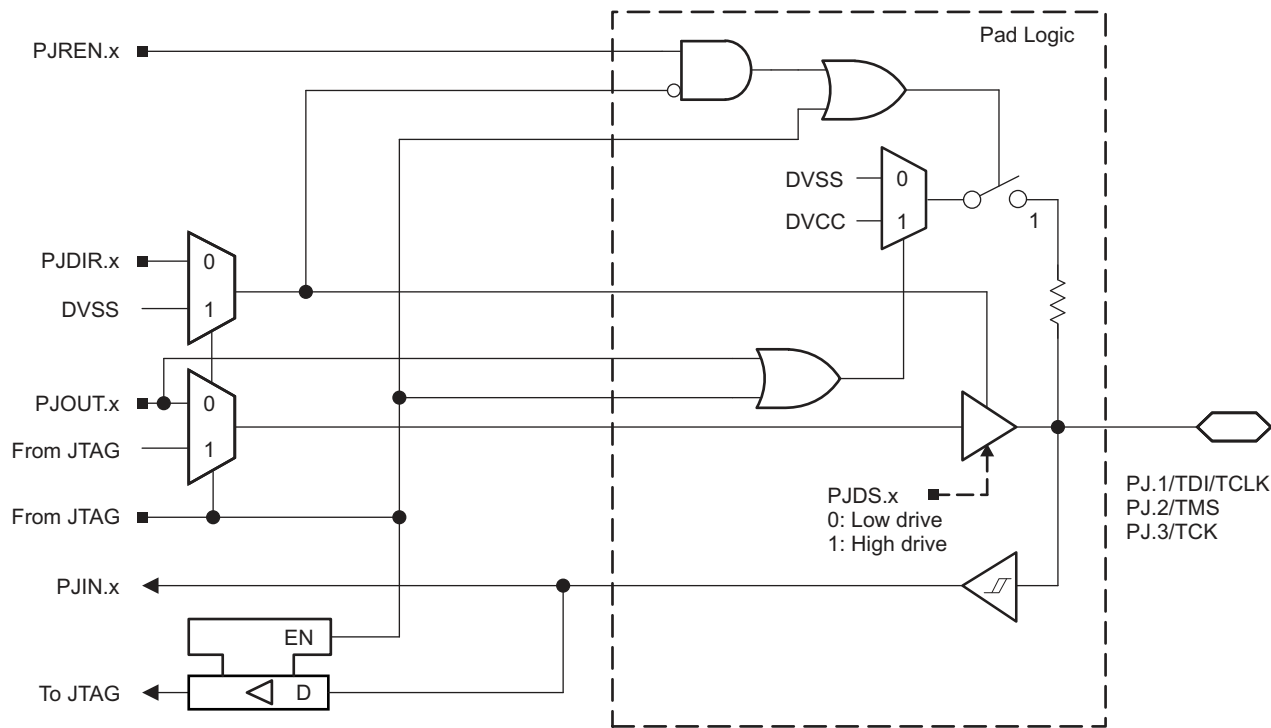 Pad Logic
PJREN.x
DVSS
0
DVCC
1
1
PJDIR.x
0
DVSS
1
PJOUT.x
0
From JTAG
1
From JTAG
PJDS.x
0: Low drive
1: High drive
PJ.1/TDI/TCLK
PJ.2/TMS
PJ.3/TCK
PJIN.x
EN
To JTAG
D